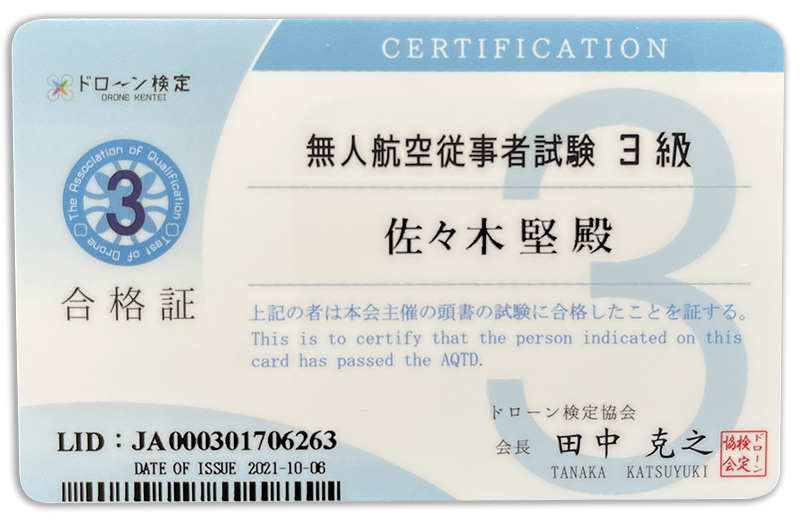 CERTIFICATION
ドローン検定
DRONE KENTEI
The Association of Qualification
Test of Drone
3
無人航空従事者試験 3級
佐々木 堅 殿
合格証
上記の者は本会主催の頭書の試験に合格したことを証する。
This is to certify that the person indicated on this
card has passed the AQTD.
3
ドローン検定協会
会長 田中 克之
TANAKA KATSUYUKI
ドローン検定協会
LID : JA000301706263
DATE OF ISSUE 2021-10-06